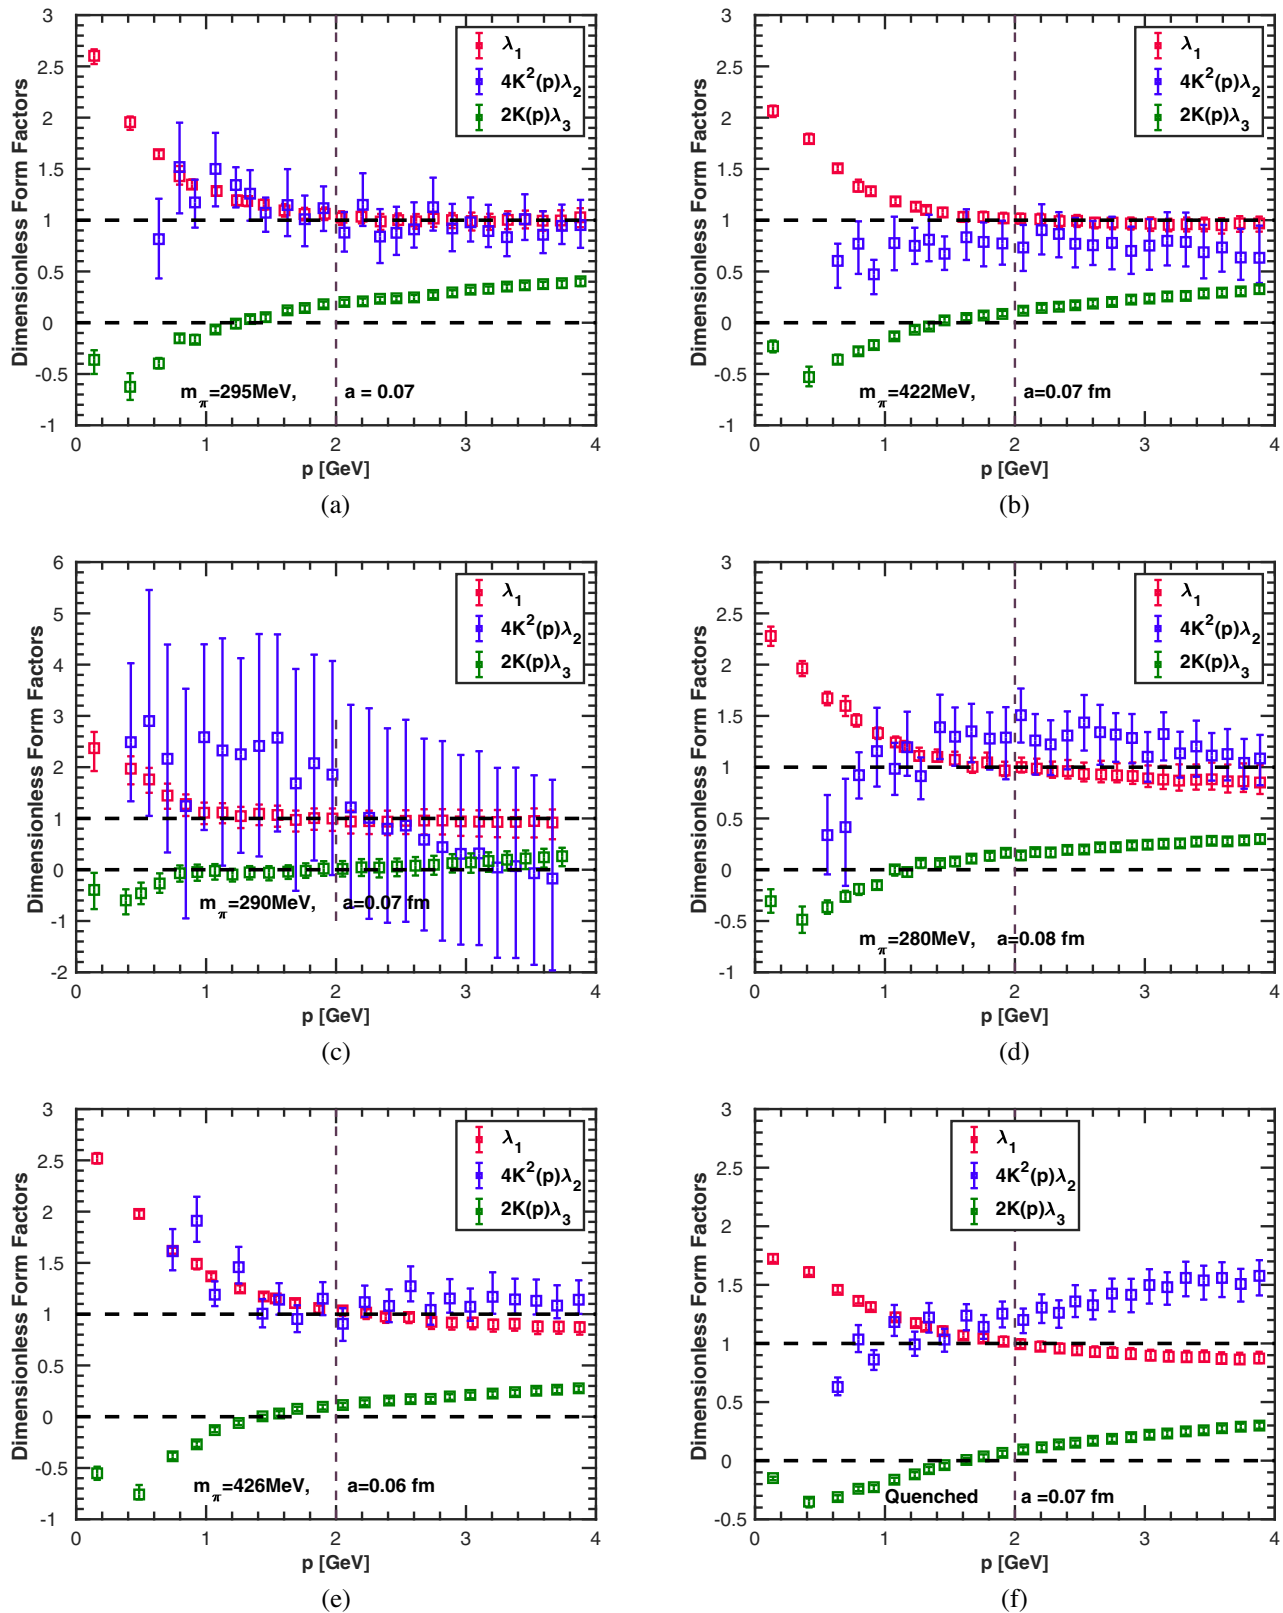 3
2.5
2
1.5
1
0.5
0
-0.5
-1
0 1 2 3 4
Dimensionless Form Factors
λ₁
4K²(p)λ₂
2K(p)λ₃
m_π=295MeV, a = 0.07
p [GeV]
(a)
3
2.5
2
1.5
1
0.5
0
-0.5
-1
0 1 2 3 4
Dimensionless Form Factors
λ₁
4K²(p)λ₂
2K(p)λ₃
m_π=422MeV, a=0.07 fm
p [GeV]
(b)
6
5
4
3
2
1
0
-1
-2
0 1 2 3 4
Dimensionless Form Factors
λ₁
4K²(p)λ₂
2K(p)λ₃
m_π=290MeV, a=0.07 fm
p [GeV]
(c)
3
2.5
2
1.5
1
0.5
0
-0.5
-1
0 1 2 3 4
Dimensionless Form Factors
λ₁
4K²(p)λ₂
2K(p)λ₃
m_π=280MeV, a=0.08 fm
p [GeV]
(d)
3
2.5
2
1.5
1
0.5
0
-0.5
-1
0 1 2 3 4
Dimensionless Form Factors
λ₁
4K²(p)λ₂
2K(p)λ₃
m_π=426MeV, a=0.06 fm
p [GeV]
(e)
3
2.5
2
1.5
1
0.5
0
-0.5
0 1 2 3 4
Dimensionless Form Factors
λ₁
4K²(p)λ₂
2K(p)λ₃
Quenched a =0.07 fm
p [GeV]
(f)